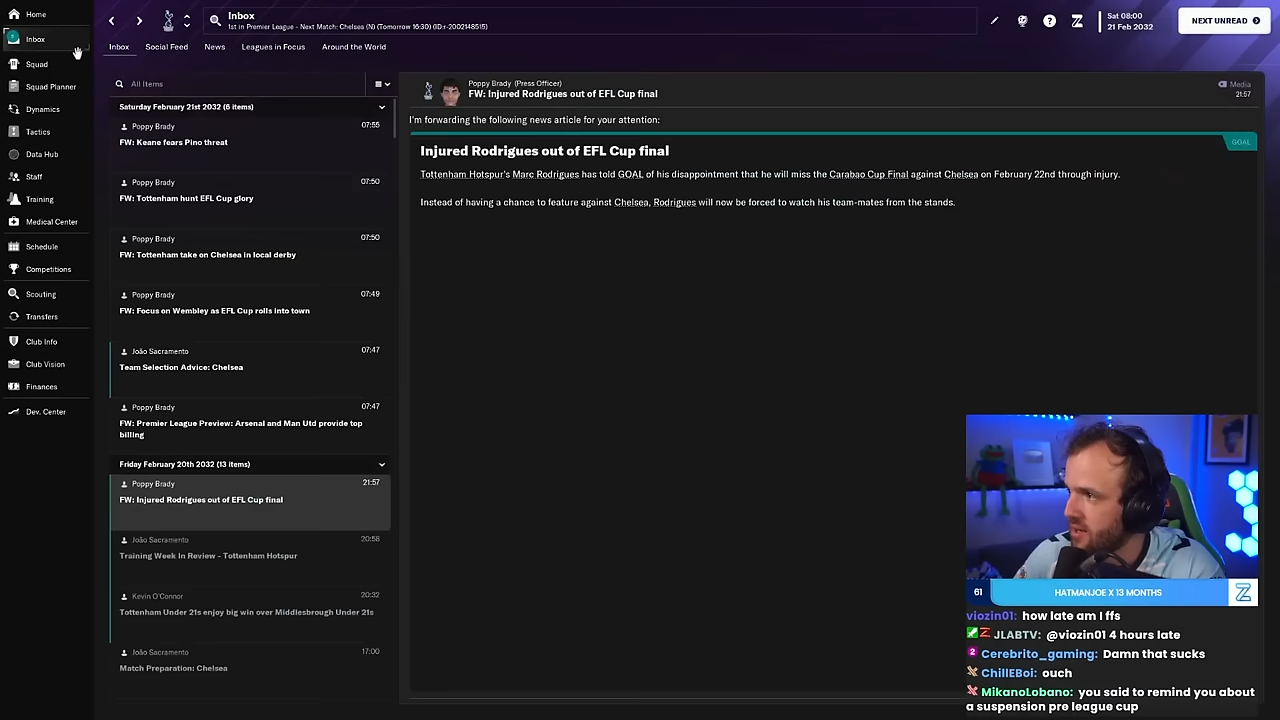 Home
Inbox
Squad
Squad Planner
Dynamics
Tactics
Data Hub
Staff
Training
Medical Center
Schedule
Competitions
Scouting
Transfers
Club Info
Club Vision
Finances
Dev. Center
Inbox
1st in Premier League - Next Match: Chelsea (N) (Tomorrow 16:30) (ID:r-2002148515)
Sat 08:00
21 Feb 2032
NEXT UNREAD
Inbox
Social Feed
News
Leagues in Focus
Around the World
All Items
Saturday February 21st 2032 (6 items)
Poppy Brady 07:55
FW: Keane fears Pino threat
Poppy Brady 07:50
FW: Tottenham hunt EFL Cup glory
Poppy Brady 07:50
FW: Tottenham take on Chelsea in local derby
Poppy Brady 07:49
FW: Focus on Wembley as EFL Cup rolls into town
João Sacramento 07:47
Team Selection Advice: Chelsea
Poppy Brady 07:47
FW: Premier League Preview: Arsenal and Man Utd provide top
billing
Friday February 20th 2032 (13 items)
Poppy Brady 21:57
FW: Injured Rodrigues out of EFL Cup final
João Sacramento 20:58
Training Week In Review - Tottenham Hotspur
Kevin O'Connor 20:32
Tottenham Under 21s enjoy big win over Middlesbrough Under 21s
João Sacramento 17:00
Match Preparation: Chelsea
Poppy Brady (Press Officer)
FW: Injured Rodrigues out of EFL Cup final
Media
21:57
I'm forwarding the following news article for your attention:
GOAL
Injured Rodrigues out of EFL Cup final
Tottenham Hotspur's Marc Rodrigues has told GOAL of his disappointment that he will miss the Carabao Cup Final against Chelsea on February 22nd through injury.
Instead of having a chance to feature against Chelsea, Rodrigues will now be forced to watch his team-mates from the stands.
61 HATMANJOE X 13 MONTHS
viozin01: how late am I ffs
JLABTV: @viozin01 4 hours late
Cerebrito_gaming: Damn that sucks
ChillEBoi: ouch
MikanoLobano: you said to remind you about
a suspension pre league cup